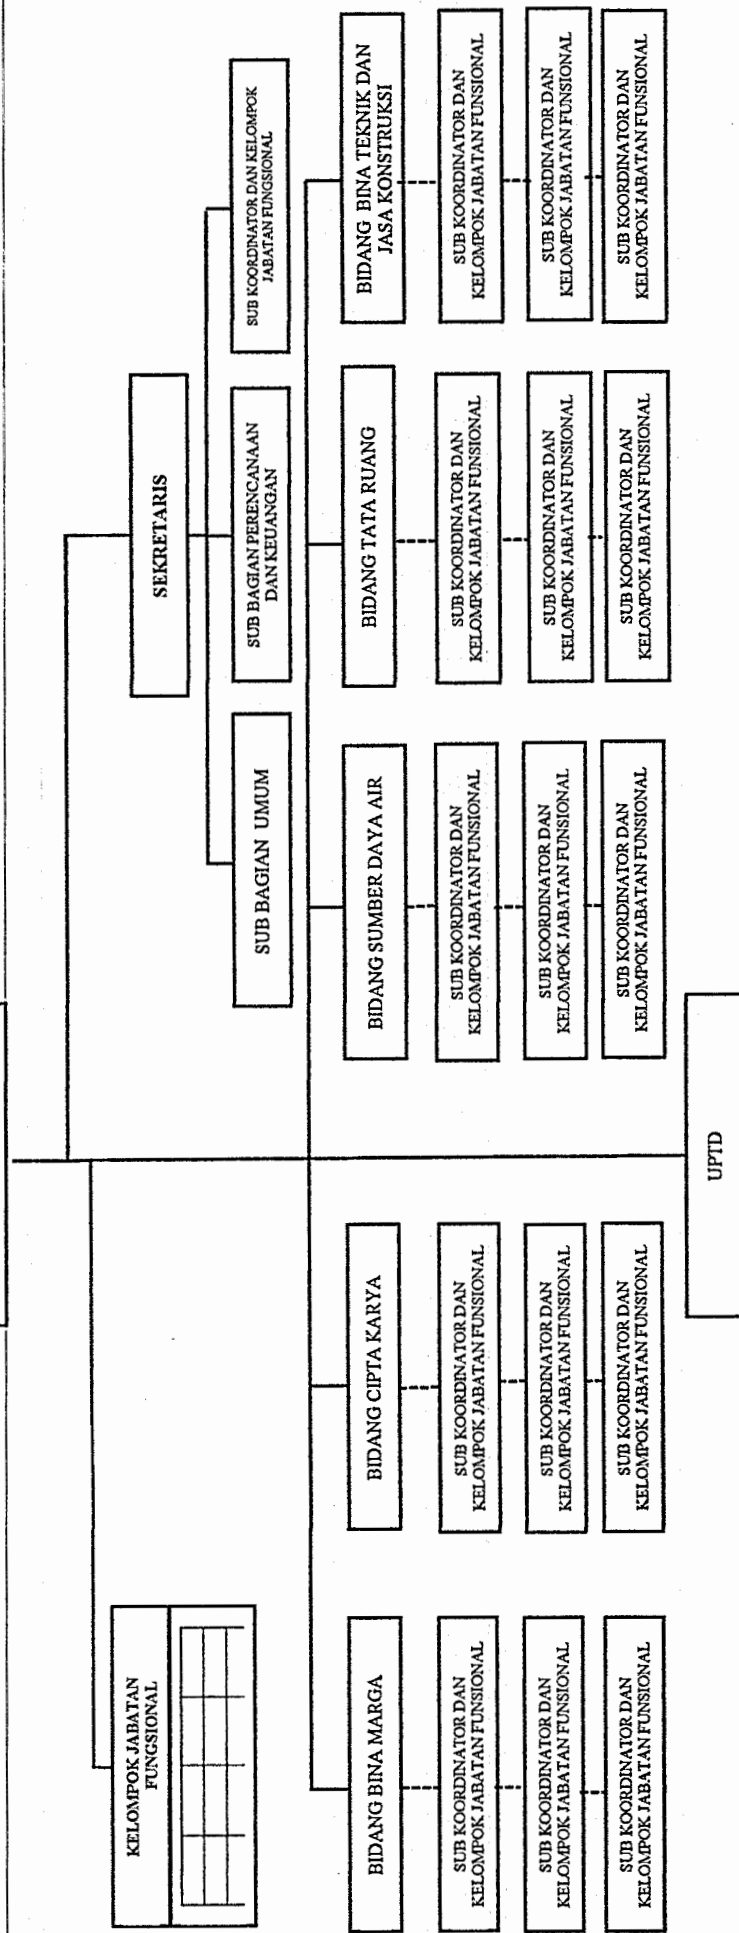 SEKRETARIS
KELOMPOK JABATAN
FUNGSIONAL
SUB BAGIAN UMUM
SUB BAGIAN PERENCANAAN
DAN KEUANGAN
SUB KOORDINATOR DAN KELOMPOK
JABATAN FUNGSIONAL
BIDANG BINA MARGA
BIDANG CIPTA KARYA
BIDANG SUMBER DAYA AIR
BIDANG TATA RUANG
BIDANG BINA TEKNIK DAN
JASA KONSTRUKSI
SUB KOORDINATOR DAN
KELOMPOK JABATAN FUNSIONAL
SUB KOORDINATOR DAN
KELOMPOK JABATAN FUNSIONAL
SUB KOORDINATOR DAN
KELOMPOK JABATAN FUNSIONAL
SUB KOORDINATOR DAN
KELOMPOK JABATAN FUNSIONAL
SUB KOORDINATOR DAN
KELOMPOK JABATAN FUNSIONAL
SUB KOORDINATOR DAN
KELOMPOK JABATAN FUNSIONAL
SUB KOORDINATOR DAN
KELOMPOK JABATAN FUNSIONAL
SUB KOORDINATOR DAN
KELOMPOK JABATAN FUNSIONAL
SUB KOORDINATOR DAN
KELOMPOK JABATAN FUNSIONAL
SUB KOORDINATOR DAN
KELOMPOK JABATAN FUNSIONAL
SUB KOORDINATOR DAN
KELOMPOK JABATAN FUNSIONAL
SUB KOORDINATOR DAN
KELOMPOK JABATAN FUNSIONAL
SUB KOORDINATOR DAN
KELOMPOK JABATAN FUNSIONAL
SUB KOORDINATOR DAN
KELOMPOK JABATAN FUNSIONAL
SUB KOORDINATOR DAN
KELOMPOK JABATAN FUNSIONAL
UPTD